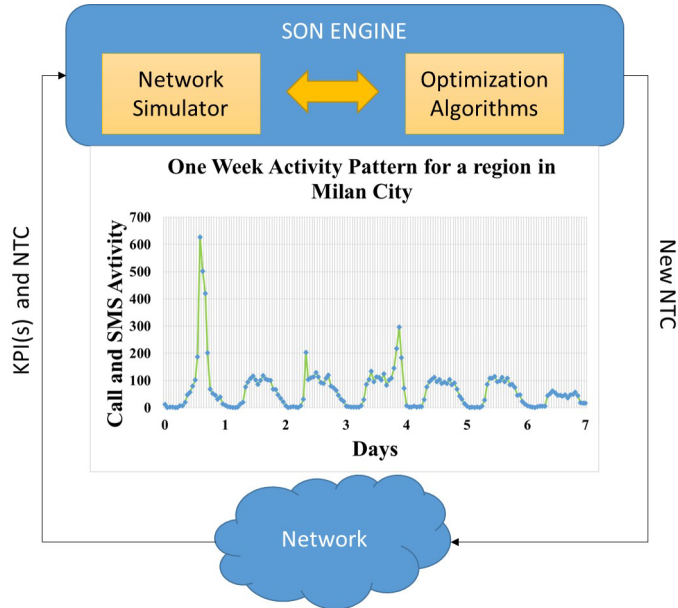 SON ENGINE
Network
Simulator
Optimization
Algorithms
One Week Activity Pattern for a region in
Milan City
KPI(s) and NTC
New NTC
Call and SMS Avtivity
700
600
500
400
300
200
100
0
0 1 2 3 4 5 6 7
Days
Network